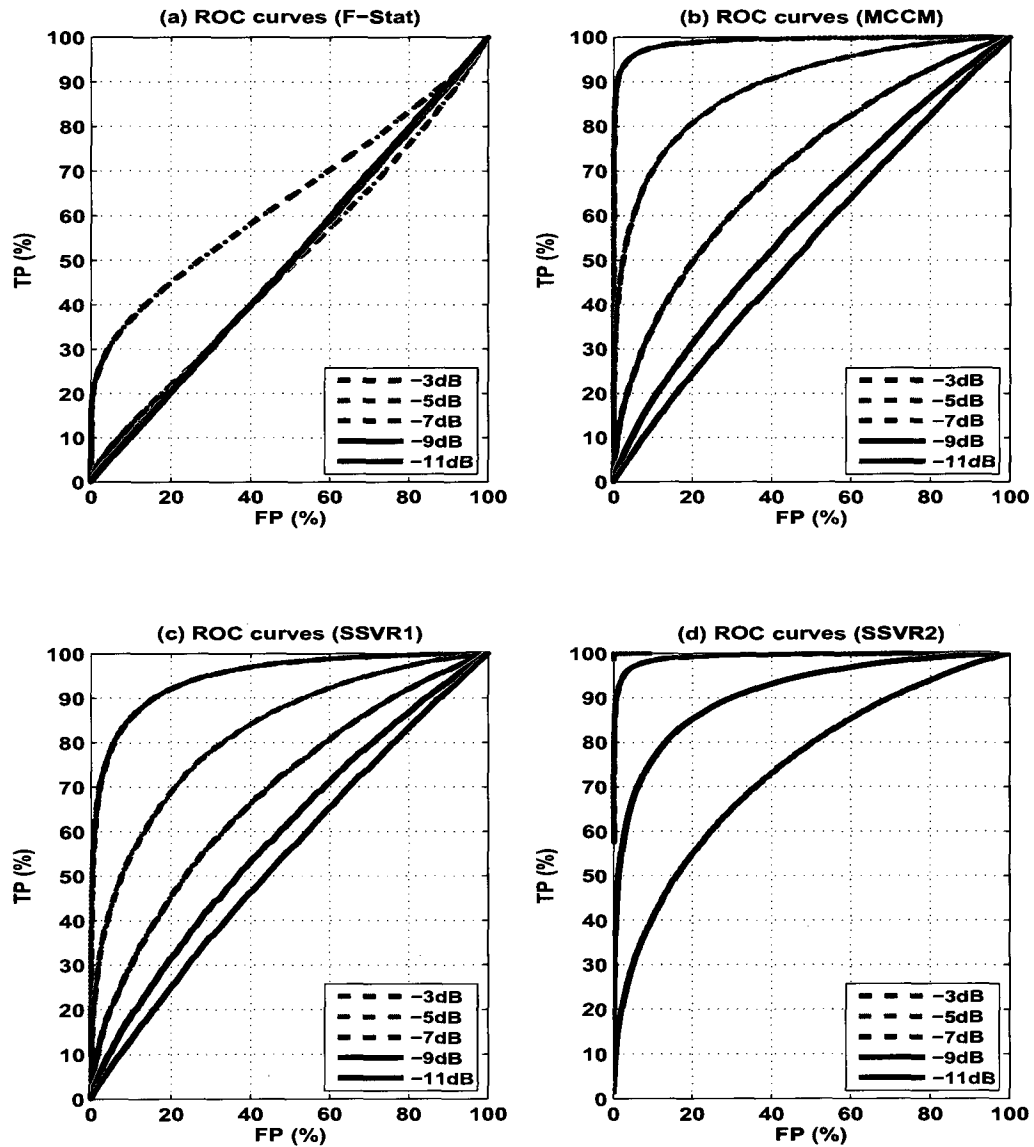 (a) ROC curves (F−Stat)
100
90
80
70
60
50
40
30
20
10
0
TP (%)
0 20 40 60 80 100
FP (%)
−3dB
−5dB
−7dB
−9dB
−11dB
(b) ROC curves (MCCM)
100
90
80
70
60
50
40
30
20
10
0
TP (%)
0 20 40 60 80 100
FP (%)
−3dB
−5dB
−7dB
−9dB
−11dB
(c) ROC curves (SSVR1)
100
90
80
70
60
50
40
30
20
10
0
TP (%)
0 20 40 60 80 100
FP (%)
−3dB
−5dB
−7dB
−9dB
−11dB
(d) ROC curves (SSVR2)
100
90
80
70
60
50
40
30
20
10
0
TP (%)
0 20 40 60 80 100
FP (%)
−3dB
−5dB
−7dB
−9dB
−11dB